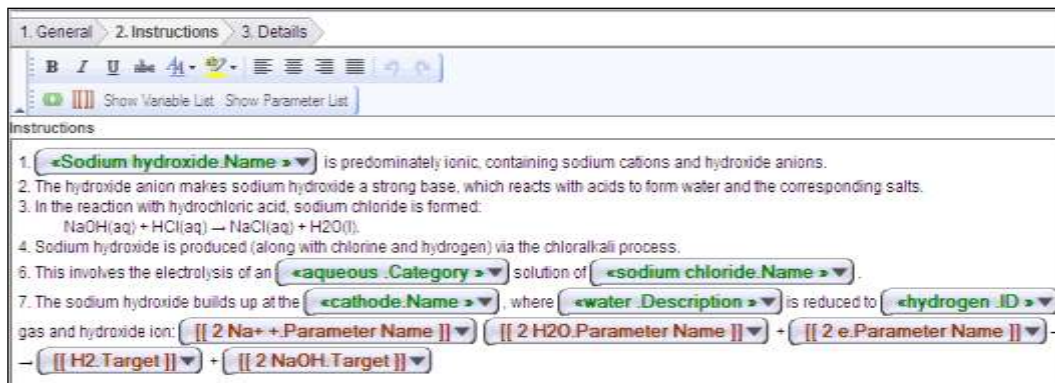 1. General 2. Instructions 3. Details
B I U abc A ab
Show Variable List Show Parameter List
Instructions
1. «Sodium hydroxide.Name » is predominately ionic, containing sodium cations and hydroxide anions.
2. The hydroxide anion makes sodium hydroxide a strong base, which reacts with acids to form water and the corresponding salts.
3. In the reaction with hydrochloric acid, sodium chloride is formed:
NaOH(aq) + HCl(aq) → NaCl(aq) + H2O(l).
4. Sodium hydroxide is produced (along with chlorine and hydrogen) via the chloralkali process.
6. This involves the electrolysis of an «aqueous .Category » solution of «sodium chloride.Name » .
7. The sodium hydroxide builds up at the «cathode.Name » , where «water .Description » is reduced to «hydrogen .ID »
gas and hydroxide ion: [[ 2 Na+ +.Parameter Name ]] [[ 2 H2O.Parameter Name ]] + [[ 2 e.Parameter Name ]] →
→ [[ H2.Target ]] + [[ 2 NaOH.Target ]]